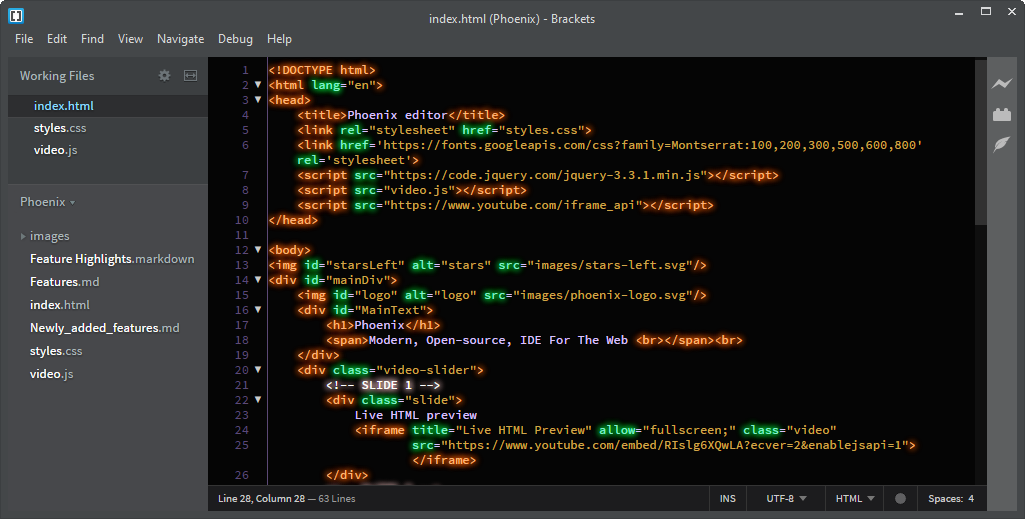 index.html (Phoenix) - Brackets
File Edit Find View Navigate Debug Help
Working Files
index.html
styles.css
video.js
Phoenix
images
Feature Highlights.markdown
Features.md
index.html
Newly_added_features.md
styles.css
video.js
1 <!DOCTYPE html>
2 <html lang="en">
3 <head>
4 <title>Phoenix editor</title>
5 <link rel="stylesheet" href="styles.css">
6 <link href='https://fonts.googleapis.com/css?family=Montserrat:100,200,300,500,600,800'
rel='stylesheet'>
7 <script src="https://code.jquery.com/jquery-3.3.1.min.js"></script>
8 <script src="video.js"></script>
9 <script src="https://www.youtube.com/iframe_api"></script>
10 </head>
11
12 <body>
13 <img id="starsLeft" alt="stars" src="images/stars-left.svg"/>
14 <div id="mainDiv">
15 <img id="logo" alt="logo" src="images/phoenix-logo.svg"/>
16 <div id="MainText">
17 <h1>Phoenix</h1>
18 <span>Modern, Open-source, IDE For The Web <br></span><br>
19 </div>
20 <div class="video-slider">
21 <!-- SLIDE 1 -->
22 <div class="slide">
23 Live HTML preview
24 <iframe title="Live HTML Preview" allow="fullscreen;" class="video"
25 src="https://www.youtube.com/embed/RIslg6XQwLA?ecver=2&enablejsapi=1">
</iframe>
26 </div>
Line 28, Column 28 — 63 Lines
INS UTF-8 HTML Spaces: 4